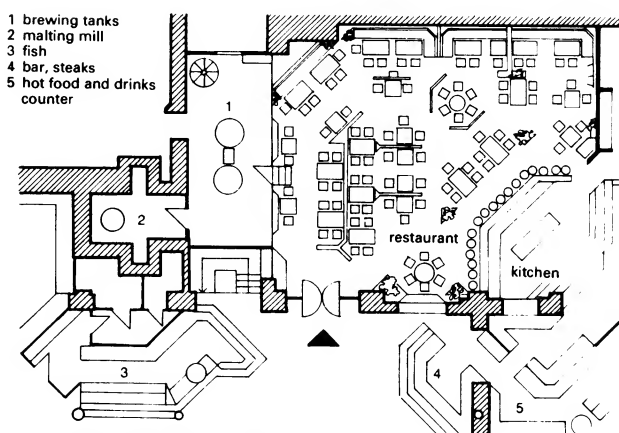 1 brewing tanks
2 malting mill
3 fish
4 bar, steaks
5 hot food and drinks
counter
1
2
restaurant
kitchen
3
4
5